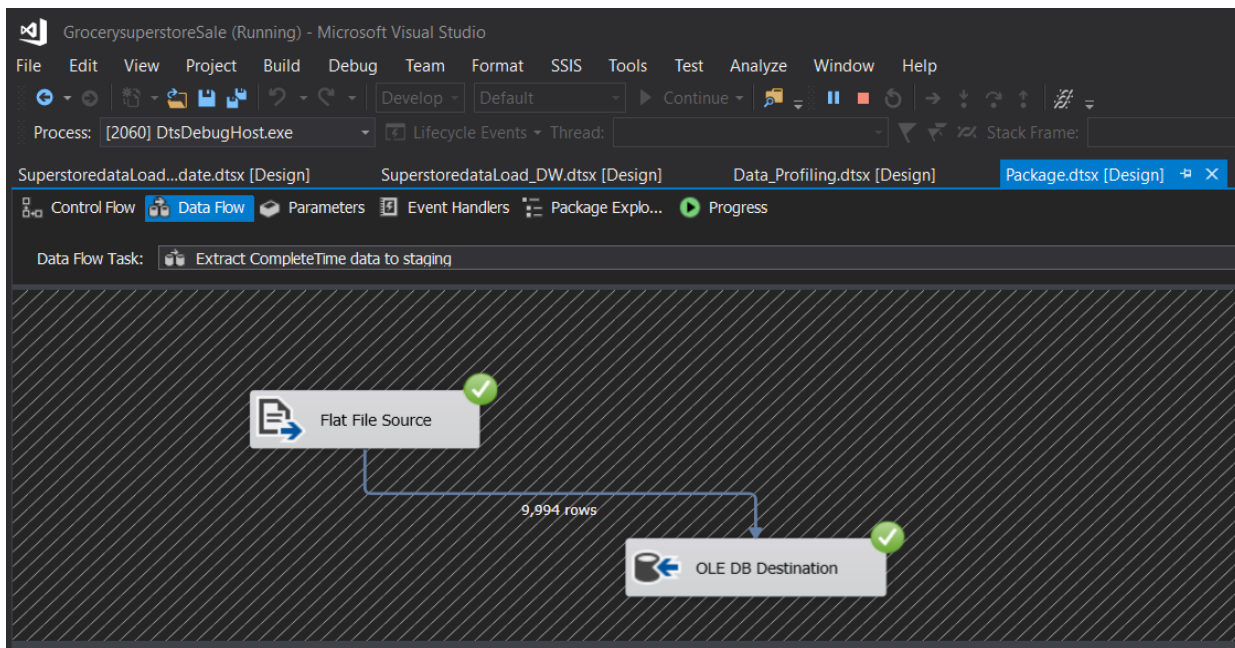 GrocerysuperstoreSale (Running) - Microsoft Visual Studio
File Edit View Project Build Debug Team Format SSIS Tools Test Analyze Window Help
Develop Default Continue
Process: [2060] DtsDebugHost.exe Lifecycle Events Thread: Stack Frame:
SuperstoredataLoad...date.dtsx [Design] SuperstoredataLoad_DW.dtsx [Design] Data_Profiling.dtsx [Design] Package.dtsx [Design]
Control Flow Data Flow Parameters Event Handlers Package Explo... Progress
Data Flow Task: Extract CompleteTime data to staging
Flat File Source
9,994 rows
OLE DB Destination